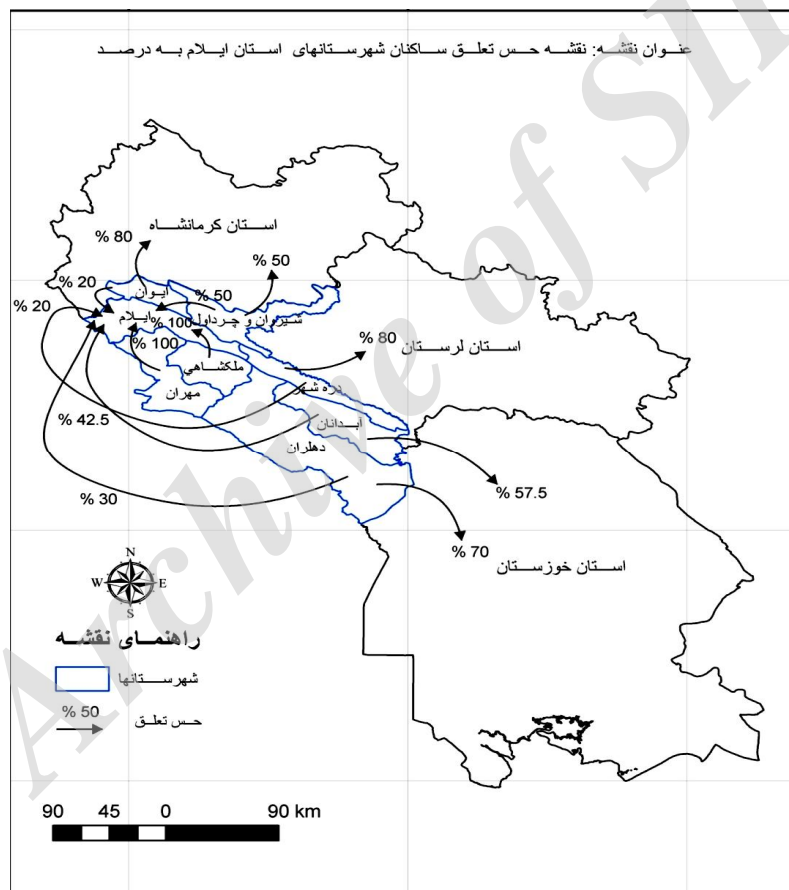 عنوان نقشه: نقشه حس تعلق ساکنان شهرستانهای استان ایلام به درصد
استان کرمانشاه
% 80
% 50
% 20
ایوان
% 20
% 50
ایلام
% 100
شیروان و چرداول
% 100
ملکشاهي
% 80
استان لرستان
مهران
دره شهر
آبدانان
% 42.5
دهلران
% 30
% 57.5
% 70
استان خوزستان
N
W E
S
راهنمای نقشه
شهرستانها
% 50
حس تعلق
90 45 0 90 km
Archive of SI